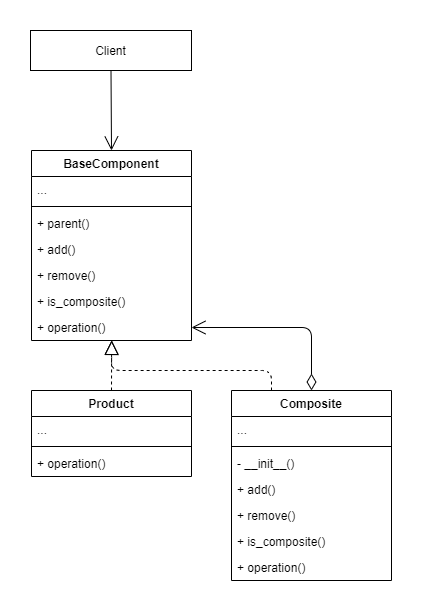 Client
BaseComponent
...
+ parent()
+ add()
+ remove()
+ is_composite()
+ operation()
Product
...
+ operation()
Composite
...
- __init__()
+ add()
+ remove()
+ is_composite()
+ operation()